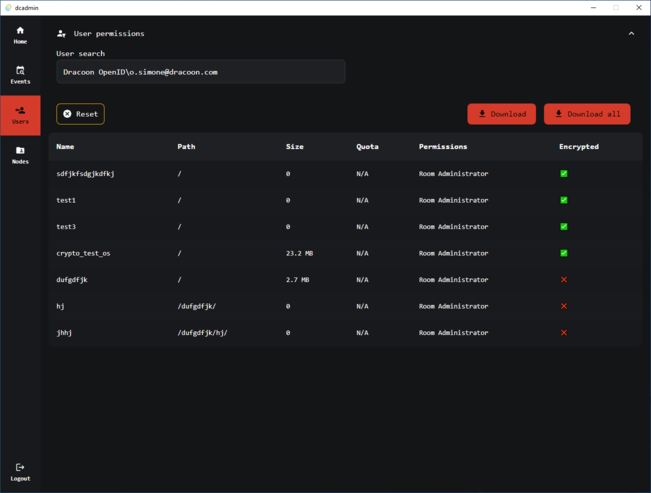 dcadmin
Home
Events
Users
Nodes
Logout
User permissions
User search
Dracoon OpenID\o.simone@dracoon.com
Reset Download Download all
Name Path Size Quota Permissions Encrypted
sdfjkfsdgjkdfkj / 0 N/A Room Administrator
test1 / 0 N/A Room Administrator
test3 / 0 N/A Room Administrator
crypto_test_os / 23.2 MB N/A Room Administrator
dufgdfjk / 2.7 MB N/A Room Administrator
hj /dufgdfjk/ 0 N/A Room Administrator
jhhj /dufgdfjk/hj/ 0 N/A Room Administrator